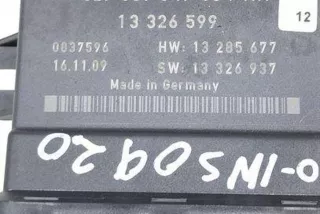 13 326 599
12
0037596 HW: 13 285 677
16.11.09 SW: 13 326 937
Made in Germany
O-INS0920